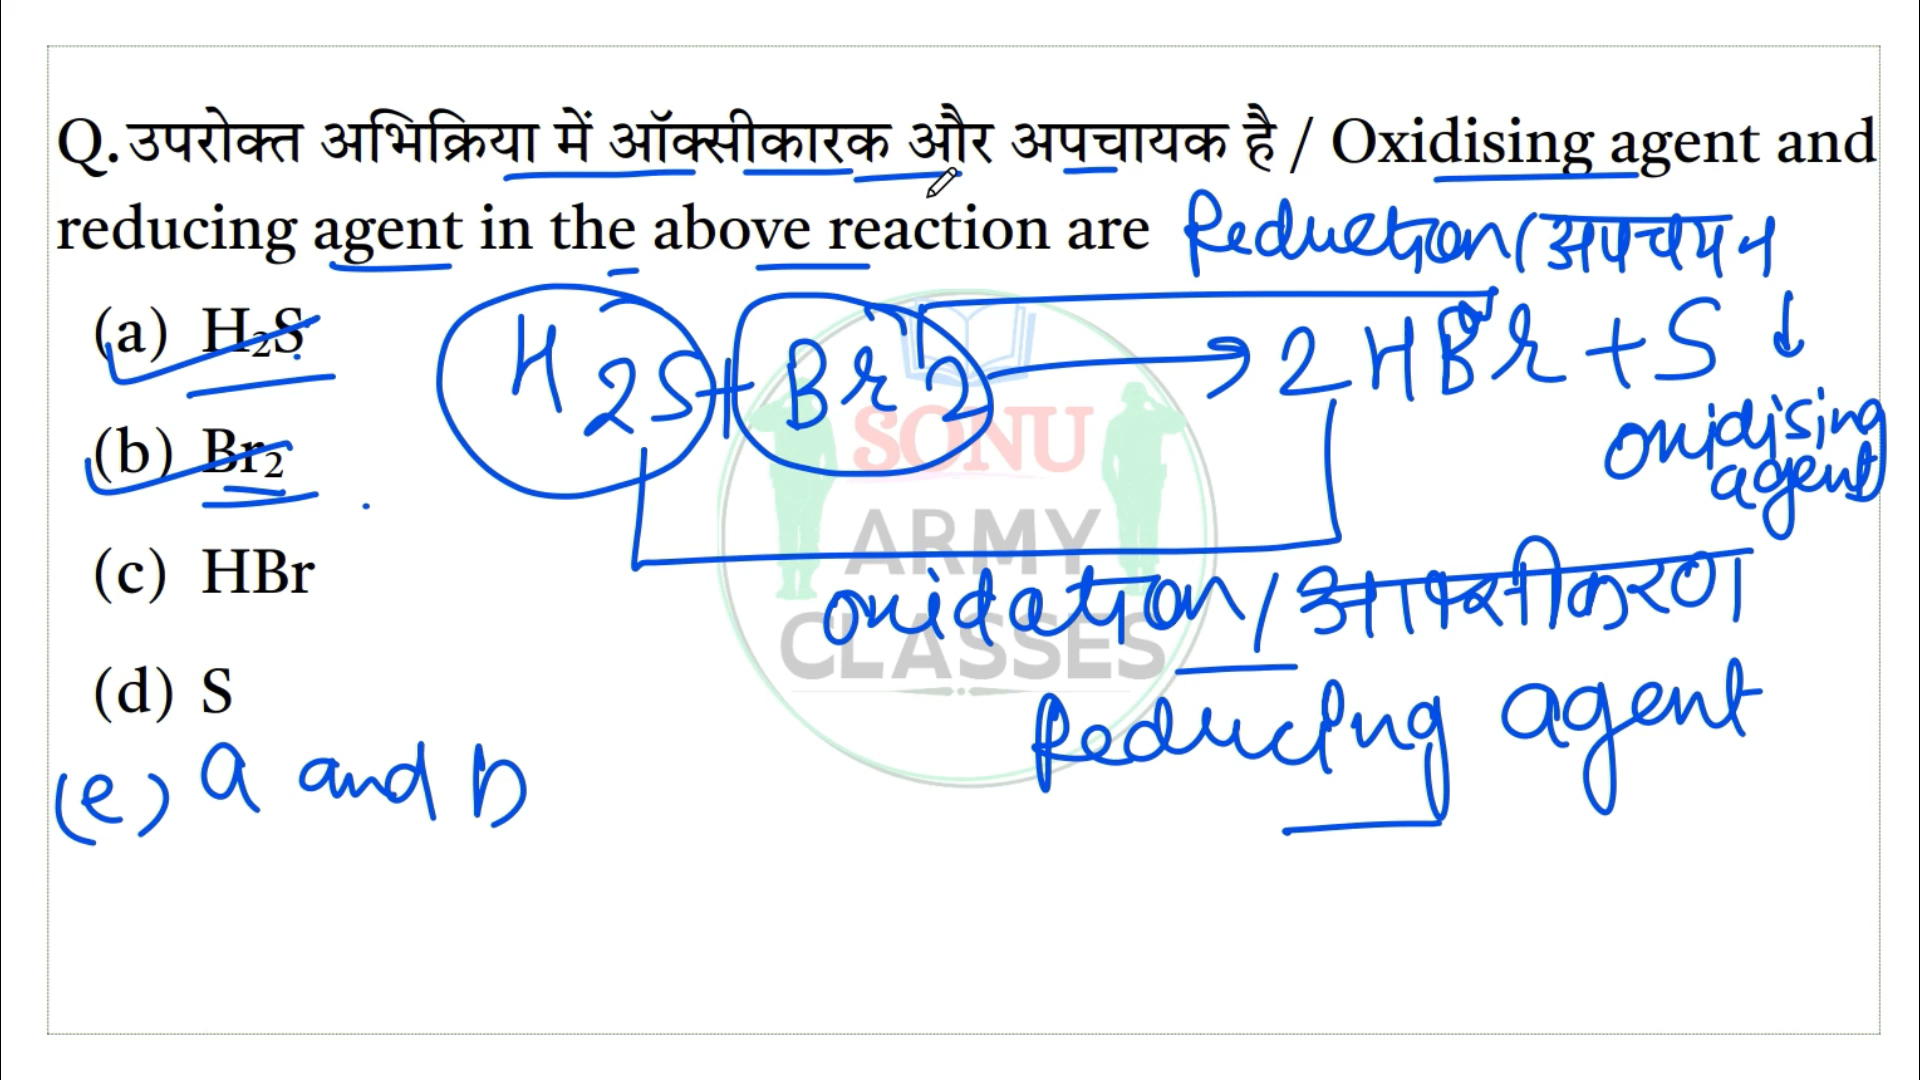 Q. उपरोक्त अभिक्रिया में ऑक्सीकारक और अपचायक है / Oxidising agent and
reducing agent in the above reaction are
Reduction/अपचयन
(a) H₂S
H₂S + Br₂ → 2HBr + S ↓
oxidising
agent
(b) Br₂
(c) HBr
oxidation/आक्सीकरण
(d) S
Reducing agent
(e) a and b
SONU
ARMY
CLASSES